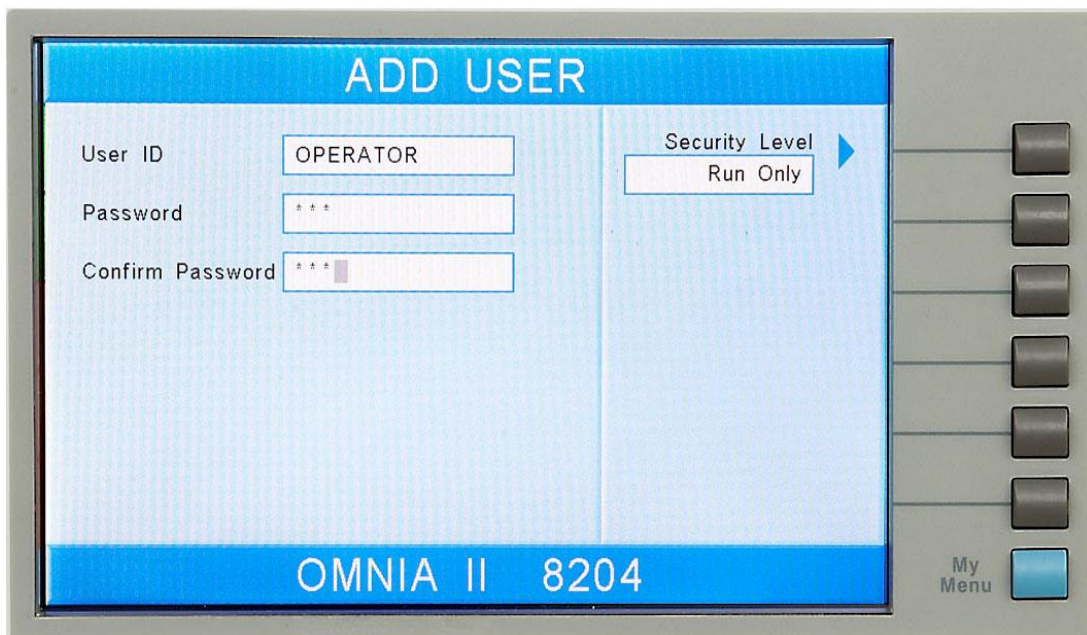 ADD USER
User ID
OPERATOR
Password
***
Confirm Password
***
Security Level
Run Only
OMNIA II 8204
My
Menu